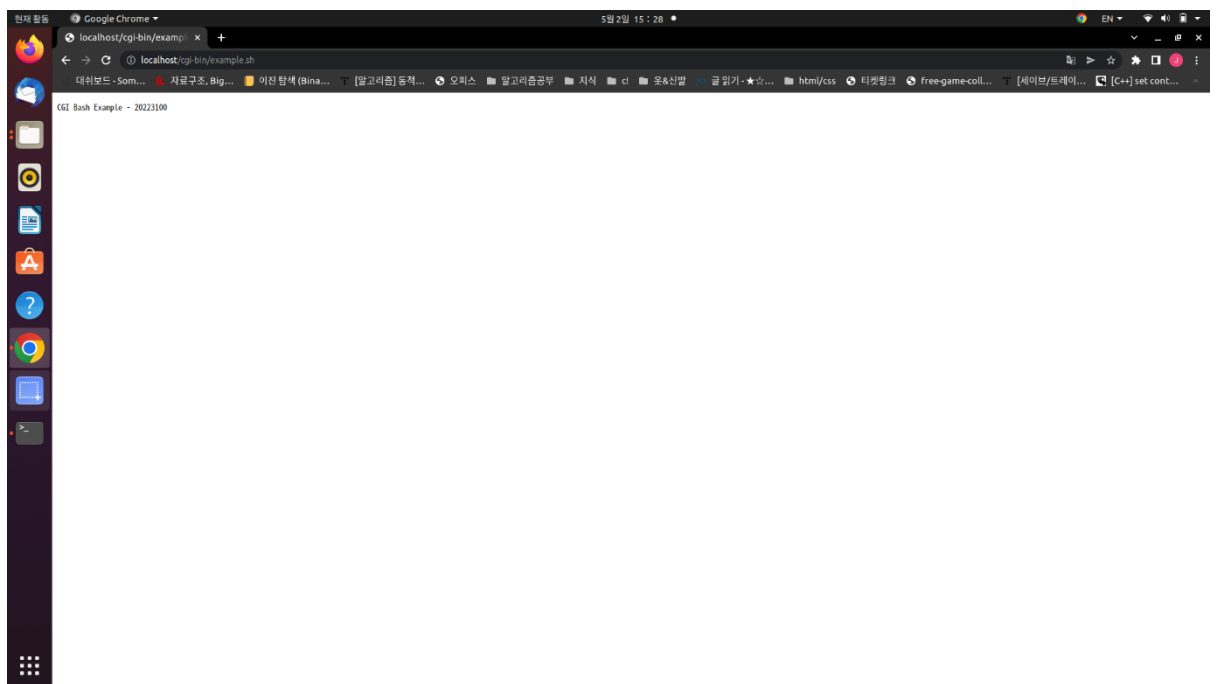 현재 활동 Google Chrome 5월 2일 15 : 28 EN
localhost/cgi-bin/exampl
localhost/cgi-bin/example.sh
대쉬보드 - Som... 자료구조, Big... 이진 탐색 (Bina... [알고리즘] 동적... 오피스 알고리즘공부 지식 cl 옷&신발 글 읽기 - ★☆... html/css 티켓링크 free-game-coll... [세이브/트레이... [C++] set cont...
CGI Bash Example - 20223100